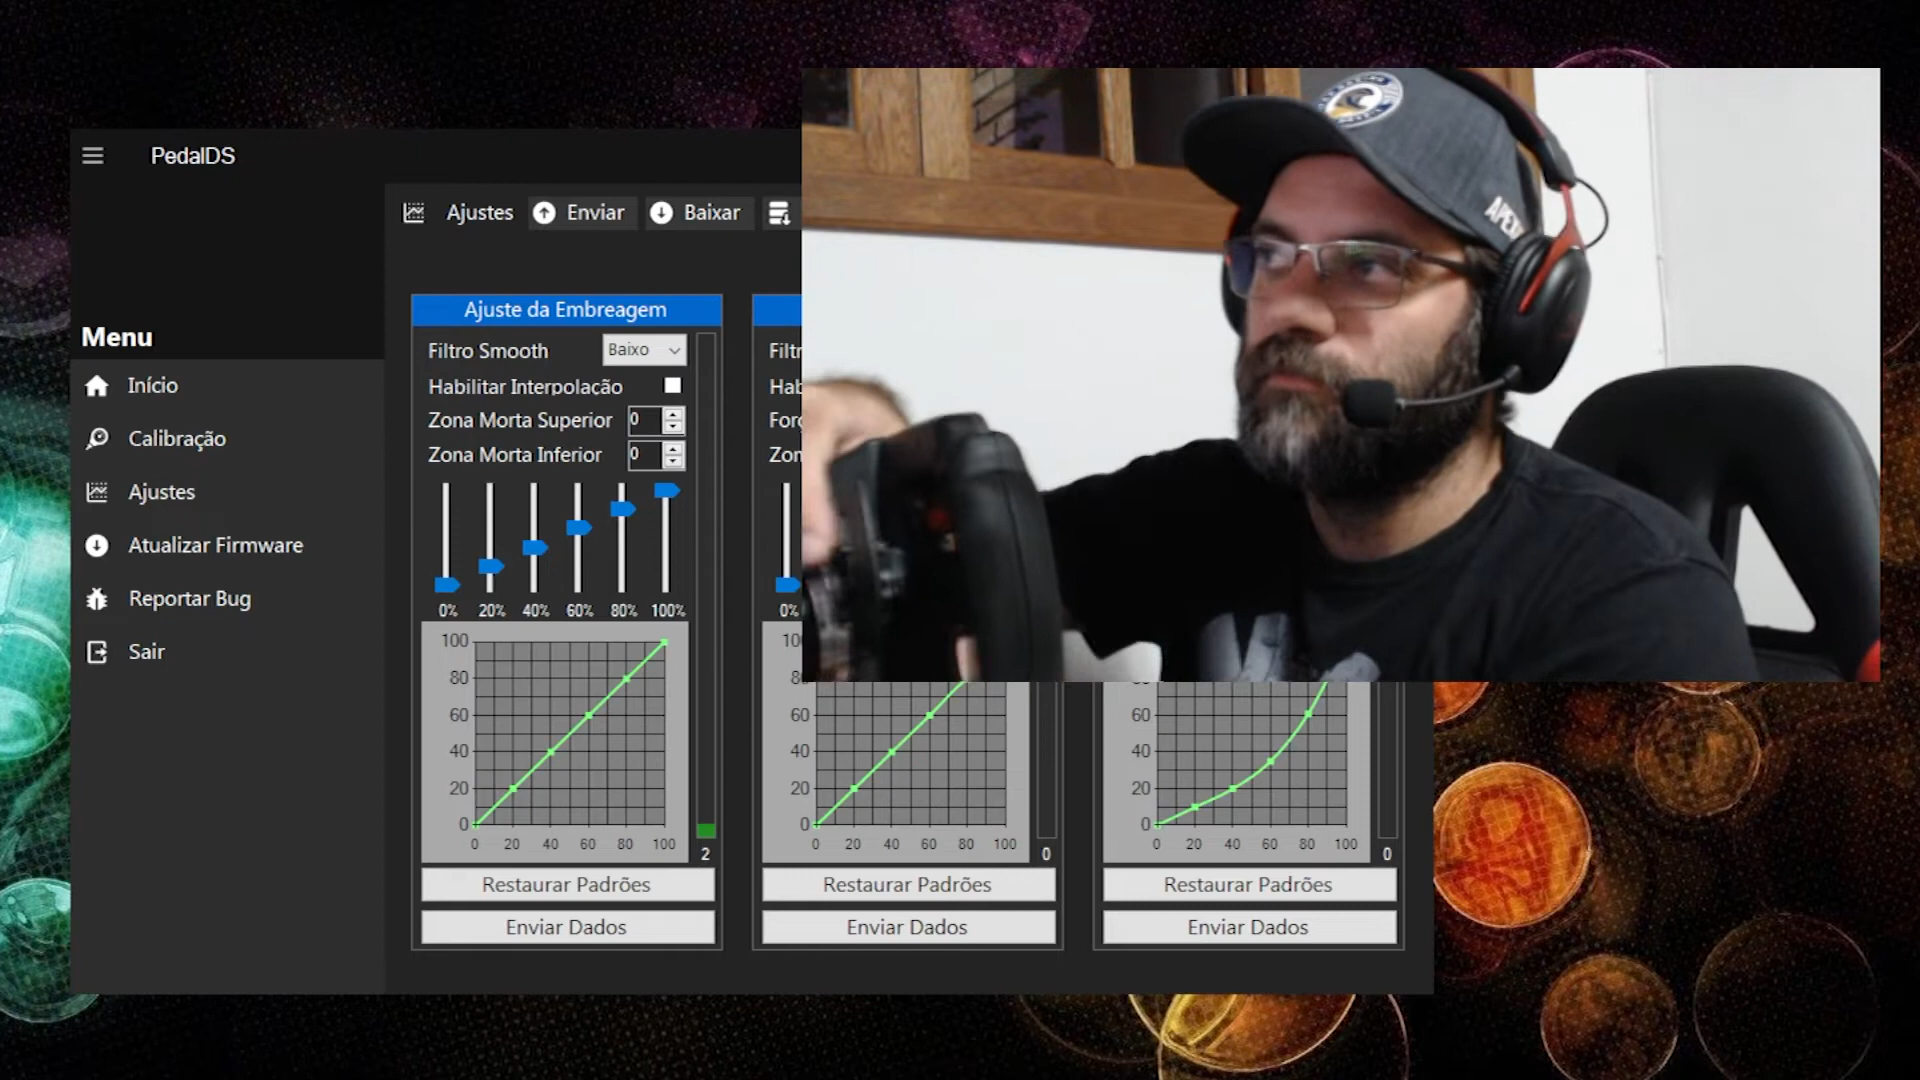 PedalDS
Ajustes
Enviar
Baixar
Menu
Início
Calibração
Ajustes
Atualizar Firmware
Reportar Bug
Sair
Ajuste da Embreagem
Filtro Smooth
Baixo
Habilitar Interpolação
Zona Morta Superior
0
Zona Morta Inferior
0
0% 20% 40% 60% 80% 100%
100
80
60
40
20
0
0 20 40 60 80 100
2
Restaurar Padrões
Enviar Dados
0%
60
40
20
0
0 20 40 60 80 100
0
Restaurar Padrões
Enviar Dados
60
40
20
0
0 20 40 60 80 100
0
Restaurar Padrões
Enviar Dados